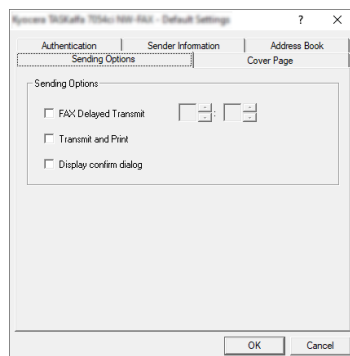 Kyocera TASKalfa 7054ci NW-FAX - Default Settings
Authentication Sender Information Address Book
Sending Options Cover Page
Sending Options
FAX Delayed Transmit :
Transmit and Print
Display confirm dialog
OK Cancel